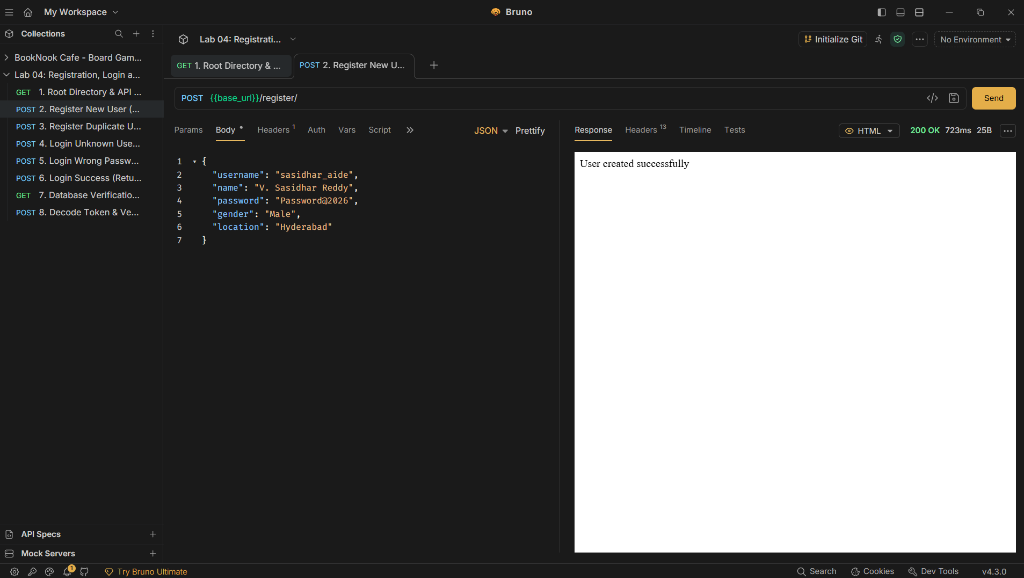 My Workspace
Bruno
Collections
BookNook Cafe - Board Gam...
Lab 04: Registration, Login a...
GET 1. Root Directory & API ...
POST 2. Register New User (...
POST 3. Register Duplicate U...
POST 4. Login Unknown Use...
POST 5. Login Wrong Passw...
POST 6. Login Success (Retu...
GET 7. Database Verificatio...
POST 8. Decode Token & Ve...
API Specs
Mock Servers
1
Try Bruno Ultimate
Lab 04: Registrati...
Initialize Git
No Environment
GET 1. Root Directory & ...
POST 2. Register New U...
POST {{base_url}}/register/
Send
Params Body Headers 1 Auth Vars Script
JSON Prettify
1 {
2 "username": "sasidhar_aide",
3 "name": "V. Sasidhar Reddy",
4 "password": "Password@2026",
5 "gender": "Male",
6 "location": "Hyderabad"
7 }
Response Headers 13 Timeline Tests
HTML
200 OK 723ms 25B
User created successfully
Search Cookies Dev Tools v4.3.0